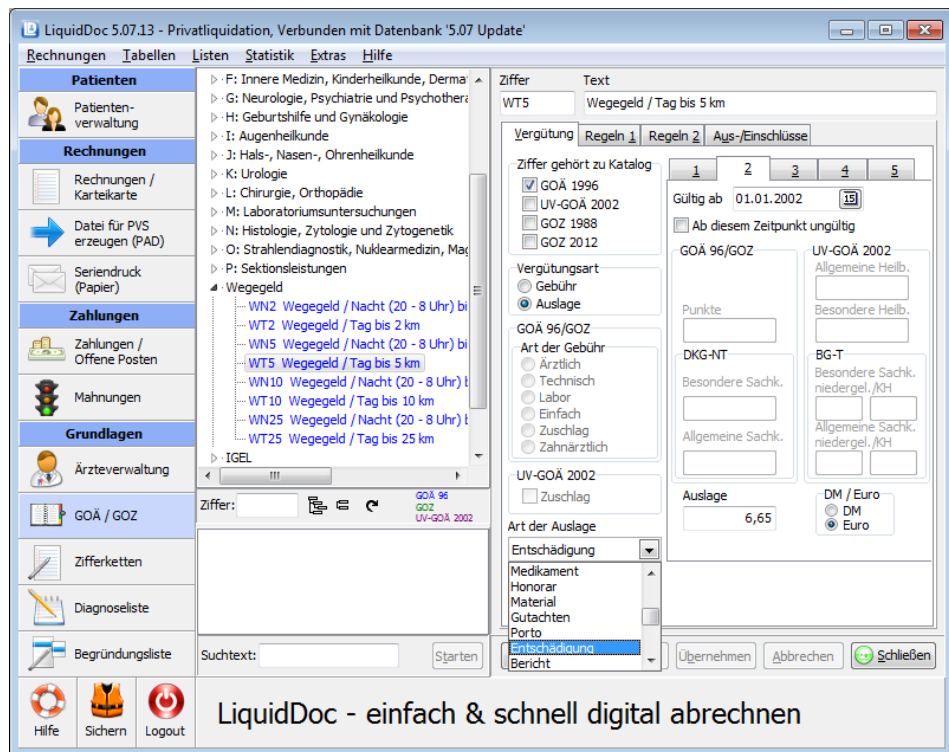 LiquidDoc 5.07.13 - Privatliquidation, Verbunden mit Datenbank '5.07 Update'
Rechnungen Tabellen Listen Statistik Extras Hilfe
Patienten
Patienten-
verwaltung
Rechnungen
Rechnungen /
Karteikarte
Datei für PVS
erzeugen (PAD)
Seriendruck
(Papier)
Zahlungen
Zahlungen /
Offene Posten
Mahnungen
Grundlagen
Ärzteverwaltung
GOÄ / GOZ
Zifferketten
Diagnoseliste
Begründungsliste
Hilfe Sichern Logout
F: Innere Medizin, Kinderheilkunde, Derma
G: Neurologie, Psychiatrie und Psychothera
H: Geburtshilfe und Gynäkologie
I: Augenheilkunde
J: Hals-, Nasen-, Ohrenheilkunde
K: Urologie
L: Chirurgie, Orthopädie
M: Laboratoriumsuntersuchungen
N: Histologie, Zytologie und Zytogenetik
O: Strahlendiagnostik, Nuklearmedizin, Mag
P: Sektionsleistungen
Wegegeld
WN2 Wegegeld / Nacht (20 - 8 Uhr) bi
WT2 Wegegeld / Tag bis 2 km
WN5 Wegegeld / Nacht (20 - 8 Uhr) bi
WT5 Wegegeld / Tag bis 5 km
WN10 Wegegeld / Nacht (20 - 8 Uhr) b
WT10 Wegegeld / Tag bis 10 km
WN25 Wegegeld / Nacht (20 - 8 Uhr) b
WT25 Wegegeld / Tag bis 25 km
IGEL
Ziffer:
GOÄ 96
GOZ
UV-GOÄ 2002
Suchtext: Starten
Ziffer Text
WT5 Wegegeld / Tag bis 5 km
Vergütung Regeln 1 Regeln 2 Aus-/Einschlüsse
Ziffer gehört zu Katalog
GOÄ 1996
UV-GOÄ 2002
GOZ 1988
GOZ 2012
Vergütungsart
Gebühr
Auslage
GOÄ 96/GOZ
Art der Gebühr
Ärztlich
Technisch
Labor
Einfach
Zuschlag
Zahnärztlich
UV-GOÄ 2002
Zuschlag
Art der Auslage
Entschädigung
Medikament
Honorar
Material
Gutachten
Porto
Entschädigung
Bericht
1 2 3 4 5
Gültig ab 01.01.2002 15
Ab diesem Zeitpunkt ungültig
GOÄ 96/GOZ
Punkte
UV-GOÄ 2002
Allgemeine Heilb.
Besondere Heilb.
DKG-NT
Besondere Sachk.
Allgemeine Sachk.
BG-T
Besondere Sachk.
niedergel./KH
Allgemeine Sachk.
niedergel./KH
Auslage
6,65
DM / Euro
DM
Euro
Übernehmen Abbrechen Schließen
LiquidDoc - einfach & schnell digital abrechnen